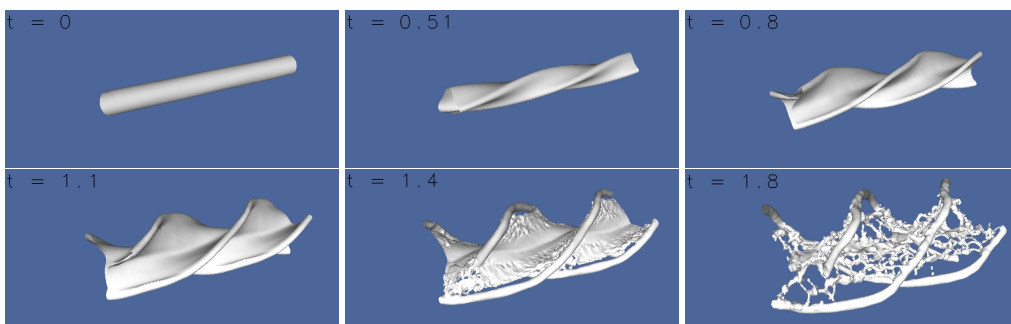 t = 0
t = 0.51
t = 0.8
t = 1.1
t = 1.4
t = 1.8